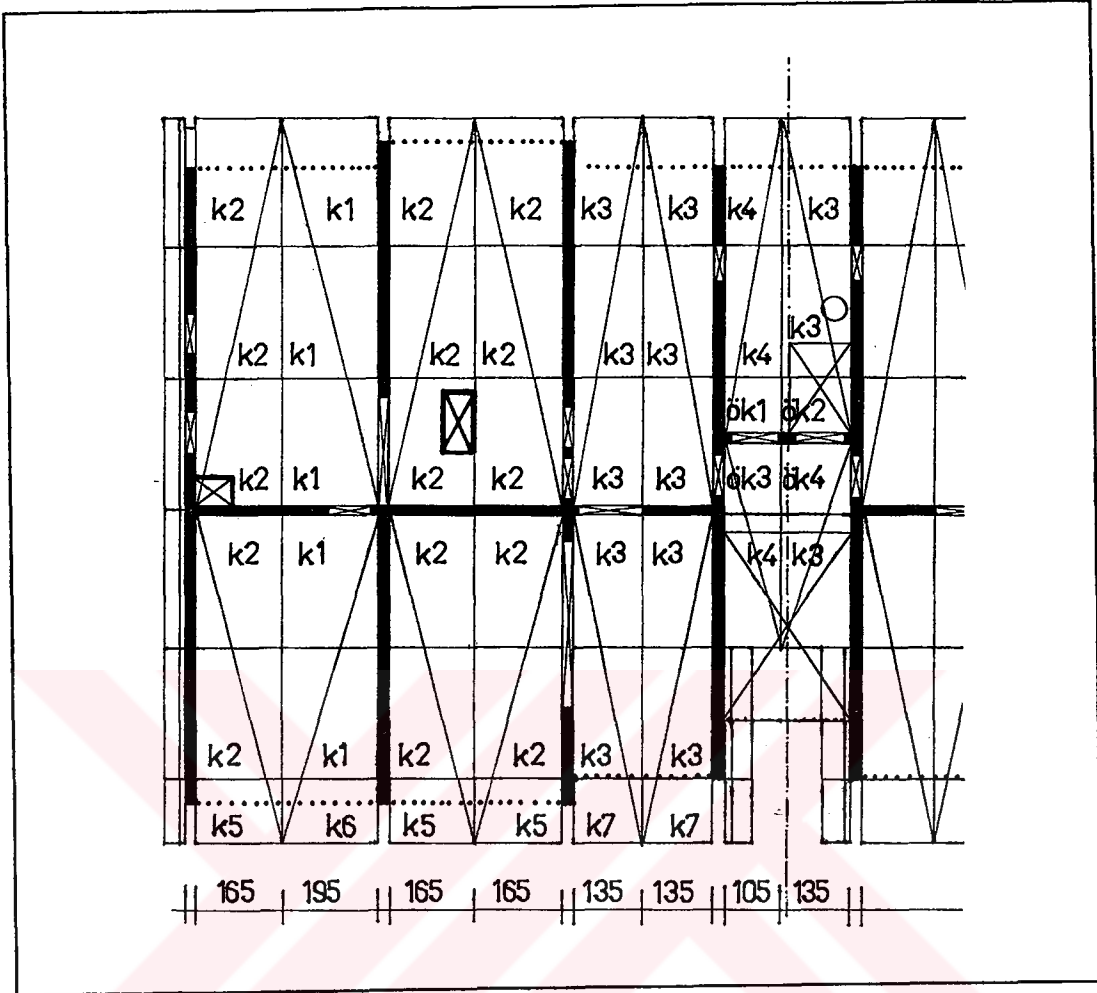 k2 k1 k2 k2 k3 k3 k4 k3
k3
k2 k1 k2 k2 k3 k3 k4
ök1 ök2
k2 k1 k2 k2 k3 k3 ök3 ök4
k2 k1 k2 k2 k3 k3 k4 k3
k2 k1 k2 k2 k3 k3
k5 k6 k5 k5 k7 k7
165 195 165 165 135 135 105 135